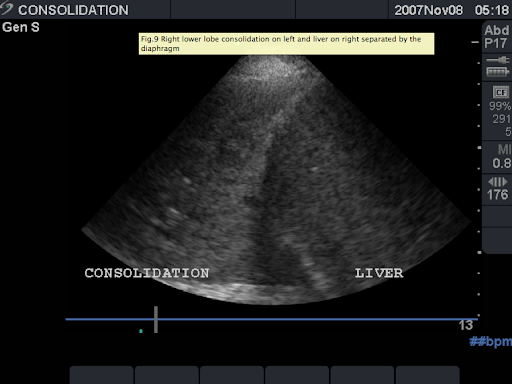 CONSOLIDATION 2007Nov08 05:18
Gen S
Abd
P17
Fig.9 Right lower lobe consolidation on left and liver on right separated by the
diaphragm
CF
99%
291
5
MI
0.8
176
CONSOLIDATION LIVER
13
##bpm